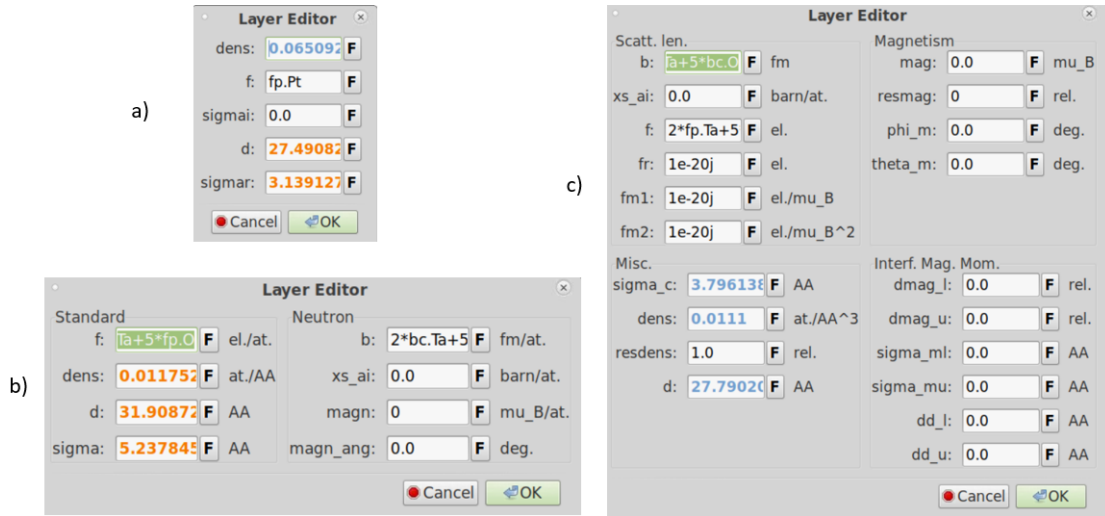 a)
Layer Editor
dens: 0.065092 F
f: fp.Pt F
sigmai: 0.0 F
d: 27.49082 F
sigmar: 3.139127 F
Cancel OK
b)
Layer Editor
Standard
f: Ta+5*fp.O F el./at.
dens: 0.011752 F at./AA
d: 31.90872 F AA
sigma: 5.237845 F AA
Neutron
b: 2*bc.Ta+5 F fm/at.
xs_ai: 0.0 F barn/at.
magn: 0 F mu_B/at.
magn_ang: 0.0 F deg.
Cancel OK
c)
Layer Editor
Scatt. len.
b: Ta+5*bc.O F fm
xs_ai: 0.0 F barn/at.
f: 2*fp.Ta+5 F el.
fr: 1e-20j F el.
fm1: 1e-20j F el./mu_B
fm2: 1e-20j F el./mu_B^2
Magnetism
mag: 0.0 F mu_B
resmag: 0 F rel.
phi_m: 0.0 F deg.
theta_m: 0.0 F deg.
Misc.
sigma_c: 3.796138 F AA
dens: 0.0111 F at./AA^3
resdens: 1.0 F rel.
d: 27.79020 F AA
Interf. Mag. Mom.
dmag_l: 0.0 F rel.
dmag_u: 0.0 F rel.
sigma_ml: 0.0 F AA
sigma_mu: 0.0 F AA
dd_l: 0.0 F AA
dd_u: 0.0 F AA
Cancel OK